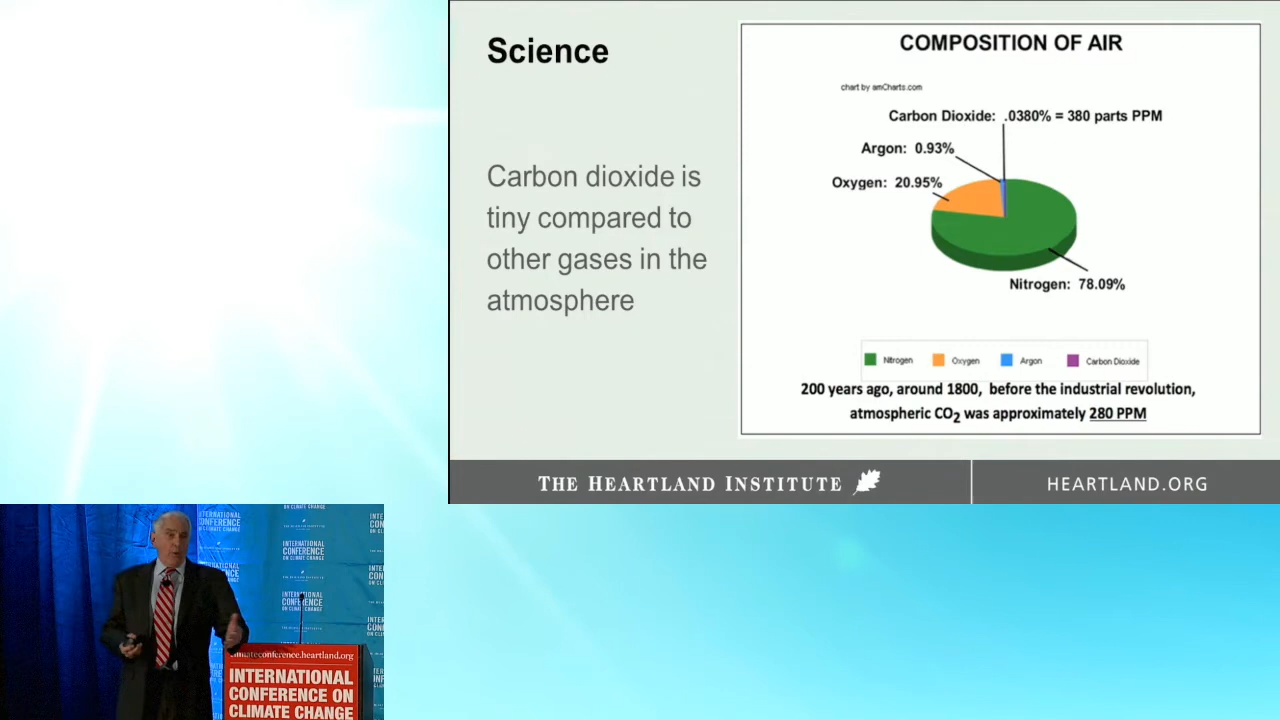 Science
Carbon dioxide is
tiny compared to
other gases in the
atmosphere
COMPOSITION OF AIR
chart by amCharts.com
Carbon Dioxide: .0380% = 380 parts PPM
Argon: 0.93%
Oxygen: 20.95%
Nitrogen: 78.09%
Nitrogen
Oxygen
Argon
Carbon Dioxide
200 years ago, around 1800, before the industrial revolution,
atmospheric CO2 was approximately 280 PPM
THE HEARTLAND INSTITUTE
HEARTLAND.ORG
INTERNATIONAL
CONFERENCE
ON CLIMATE CHANGE
climateconference.heartland.org
INTERNATIONAL
CONFERENCE ON
CLIMATE CHANGE